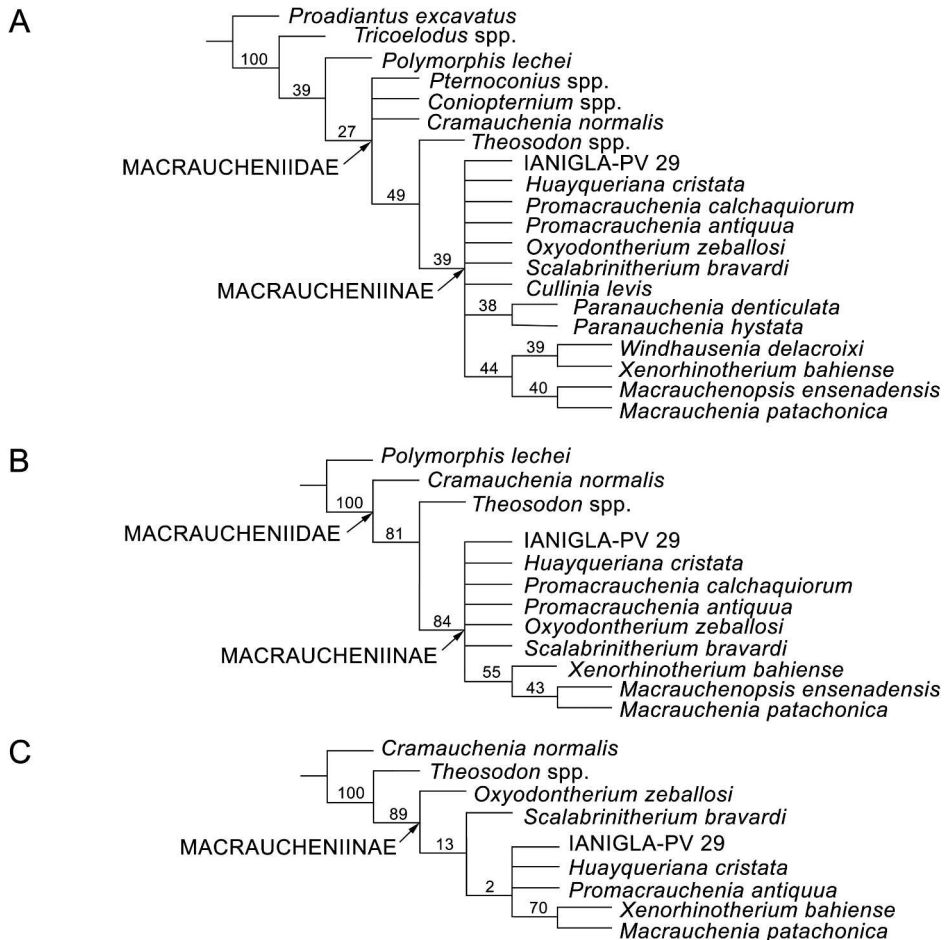 A
Proadiantus excavatus
Tricoelodus spp.
100
Polymorphis lechei
39
Pternoconius spp.
Coniopternium spp.
Cramauchenia normalis
27
Theosodon spp.
MACRAUCHENIIDAE
IANIGLA-PV 29
Huayqueriana cristata
49
Promacrauchenia calchaquiorum
Promacrauchenia antiquua
Oxyodontherium zeballosi
39
Scalabrinitherium bravardi
MACRAUCHENIINAE
Cullinia levis
38
Paranauchenia denticulata
Paranauchenia hystata
39
Windhausenia delacroixi
44
Xenorhinotherium bahiense
40
Macrauchenopsis ensenadensis
Macrauchenia patachonica
B
Polymorphis lechei
Cramauchenia normalis
100
Theosodon spp.
MACRAUCHENIIDAE
81
IANIGLA-PV 29
Huayqueriana cristata
Promacrauchenia calchaquiorum
Promacrauchenia antiquua
84
Oxyodontherium zeballosi
Scalabrinitherium bravardi
MACRAUCHENIINAE
55
Xenorhinotherium bahiense
43
Macrauchenopsis ensenadensis
Macrauchenia patachonica
C
Cramauchenia normalis
Theosodon spp.
100
Oxyodontherium zeballosi
89
Scalabrinitherium bravardi
MACRAUCHENIINAE
13
IANIGLA-PV 29
Huayqueriana cristata
2
Promacrauchenia antiquua
70
Xenorhinotherium bahiense
Macrauchenia patachonica